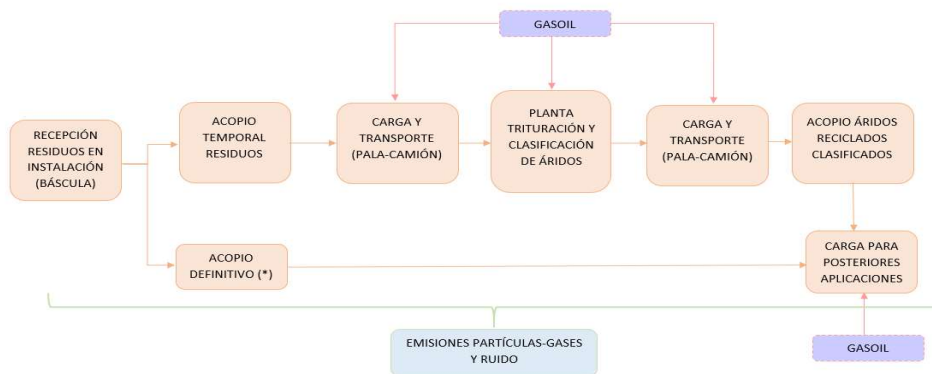 GASOIL
RECEPCIÓN
RESIDUOS EN
INSTALACIÓN
(BÁSCULA)
ACOPIO
TEMPORAL
RESIDUOS
CARGA Y
TRANSPORTE
(PALA-CAMIÓN)
PLANTA
TRITURACIÓN Y
CLASIFICACIÓN
DE ÁRIDOS
CARGA Y
TRANSPORTE
(PALA-CAMIÓN)
ACOPIO ÁRIDOS
RECICLADOS
CLASIFICADOS
ACOPIO
DEFINITIVO (*)
CARGA PARA
POSTERIORES
APLICACIONES
EMISIONES PARTÍCULAS-GASES
Y RUIDO
GASOIL